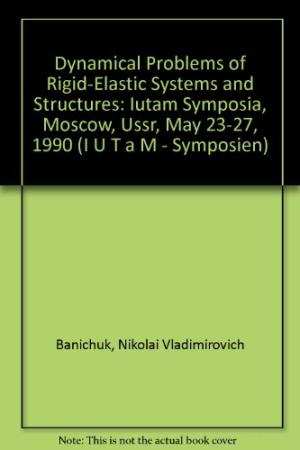 Dynamical Problems of
Rigid-Elastic Systems and
Structures: Iutam Symposia,
Moscow, Ussr, May 23-27,
1990 (I U T a M - Symposien)
Banichuk, Nikolai Vladimirovich
Note: This is not the actual book cover